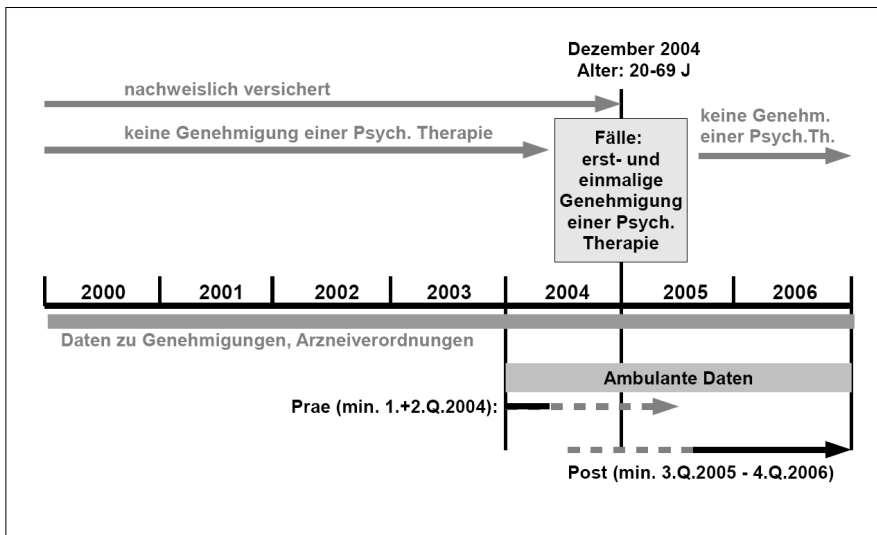 Dezember 2004
Alter: 20-69 J
nachweislich versichert
keine Genehmigung einer Psych. Therapie
keine Genehm.
einer Psych.Th.
Fälle:
erst- und
einmalige
Genehmigung
einer Psych.
Therapie
2000 2001 2002 2003 2004 2005 2006
Daten zu Genehmigungen, Arzneiverordnungen
Ambulante Daten
Prae (min. 1.+2.Q.2004):
Post (min. 3.Q.2005 - 4.Q.2006)